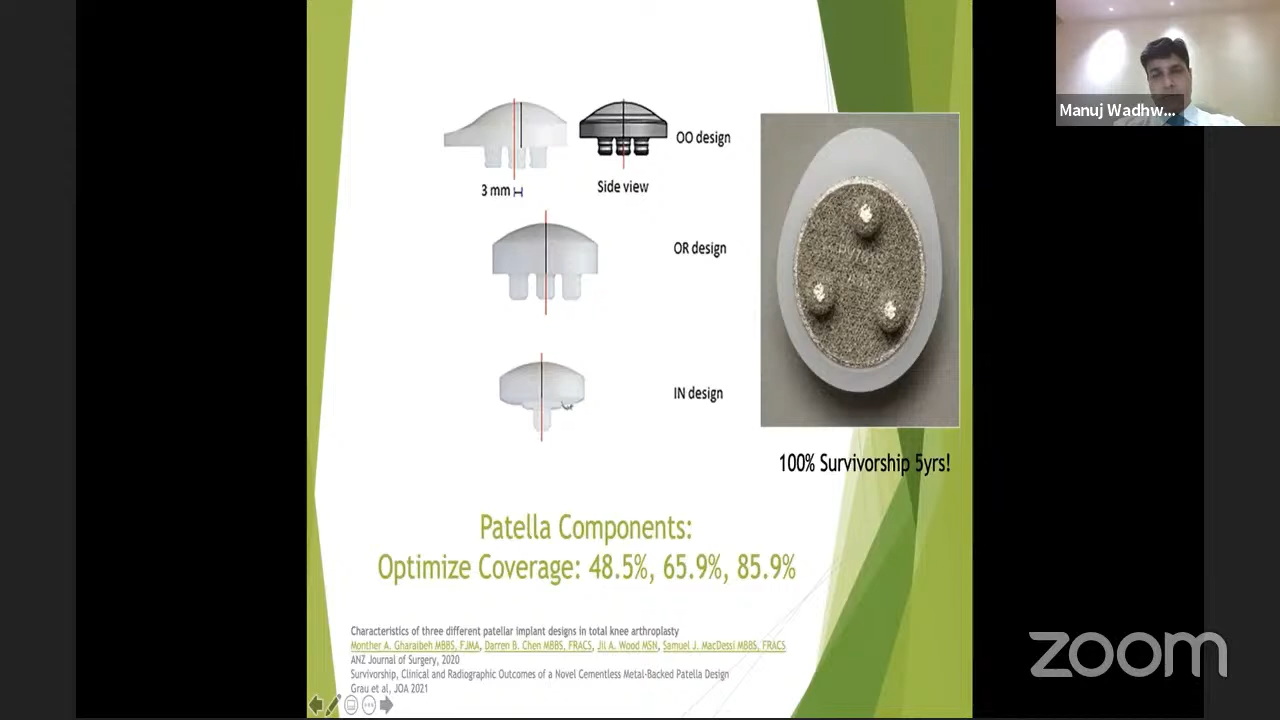 Manuj Wadhw...
OO design
3 mm
Side view
OR design
IN design
100% Survivorship 5yrs!
Patella Components:
Optimize Coverage: 48.5%, 65.9%, 85.9%
Characteristics of three different patellar implant designs in total knee arthroplasty
Monther A. Gharaibeh MBBS, FJMA, Darren B. Chen MBBS, FRACS, Jil A. Wood MSN, Samuel J. MacDessi MBBS, FRACS
ANZ Journal of Surgery, 2020
Survivorship, Clinical and Radiographic Outcomes of a Novel Cementless Metal-Backed Patella Design
Grau et al, JOA 2021
zoom